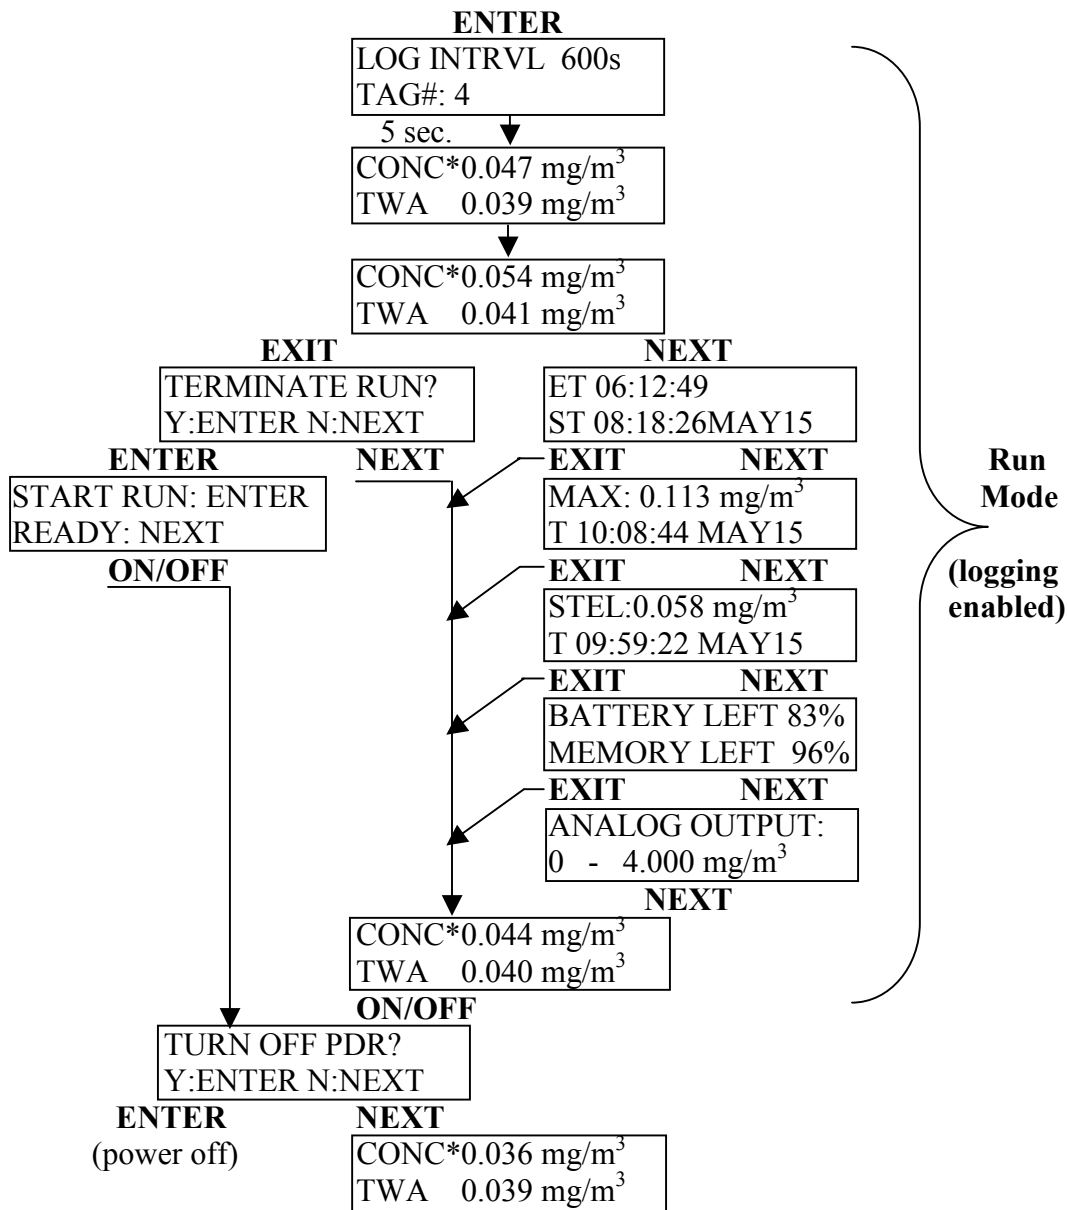 ENTER
LOG INTRVL 600s
TAG#: 4
5 sec.
CONC*0.047 mg/m³
TWA 0.039 mg/m³
CONC*0.054 mg/m³
TWA 0.041 mg/m³
EXIT
TERMINATE RUN?
Y:ENTER N:NEXT
ENTER NEXT
START RUN: ENTER
READY: NEXT
ON/OFF
NEXT
ET 06:12:49
ST 08:18:26MAY15
EXIT NEXT
MAX: 0.113 mg/m³
T 10:08:44 MAY15
EXIT NEXT
STEL:0.058 mg/m³
T 09:59:22 MAY15
EXIT NEXT
BATTERY LEFT 83%
MEMORY LEFT 96%
EXIT NEXT
ANALOG OUTPUT:
0 - 4.000 mg/m³
NEXT
Run
Mode
(logging
enabled)
CONC*0.044 mg/m³
TWA 0.040 mg/m³
ON/OFF
TURN OFF PDR?
Y:ENTER N:NEXT
ENTER NEXT
(power off)
CONC*0.036 mg/m³
TWA 0.039 mg/m³